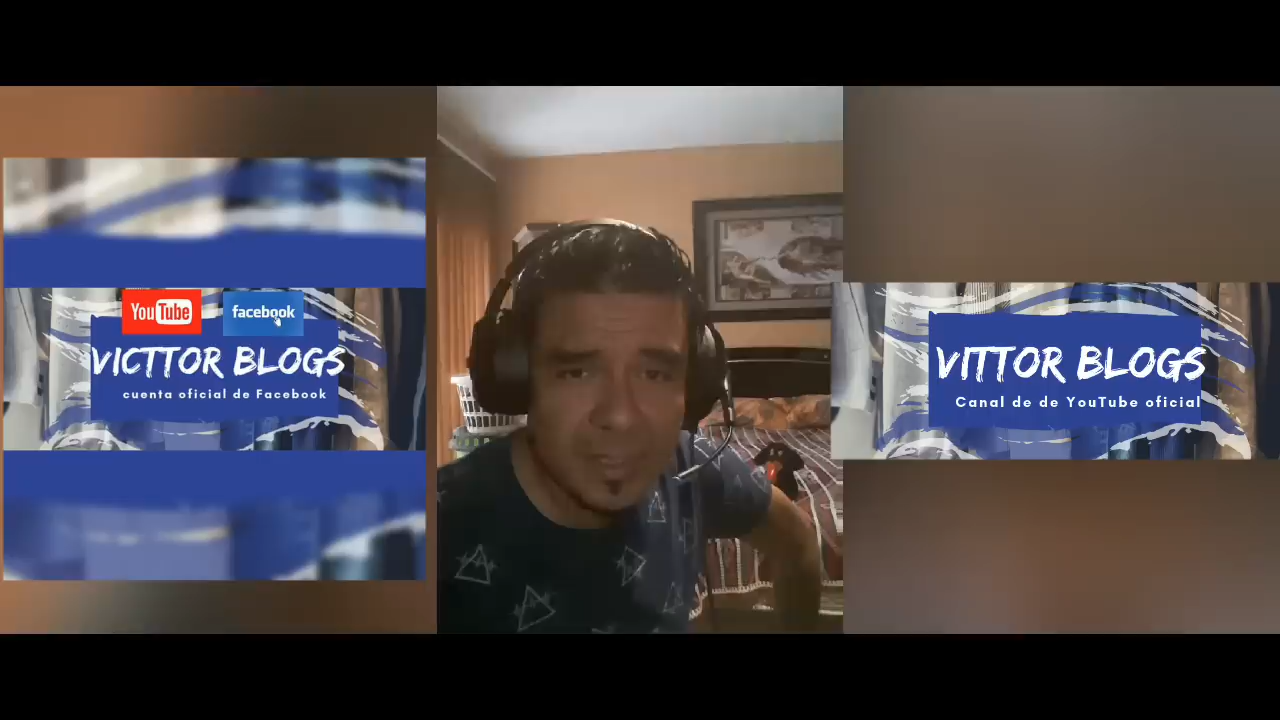 YouTube
facebook
VICTTOR BLOGS
cuenta oficial de Facebook
VITTOR BLOGS
Canal de de YouTube oficial